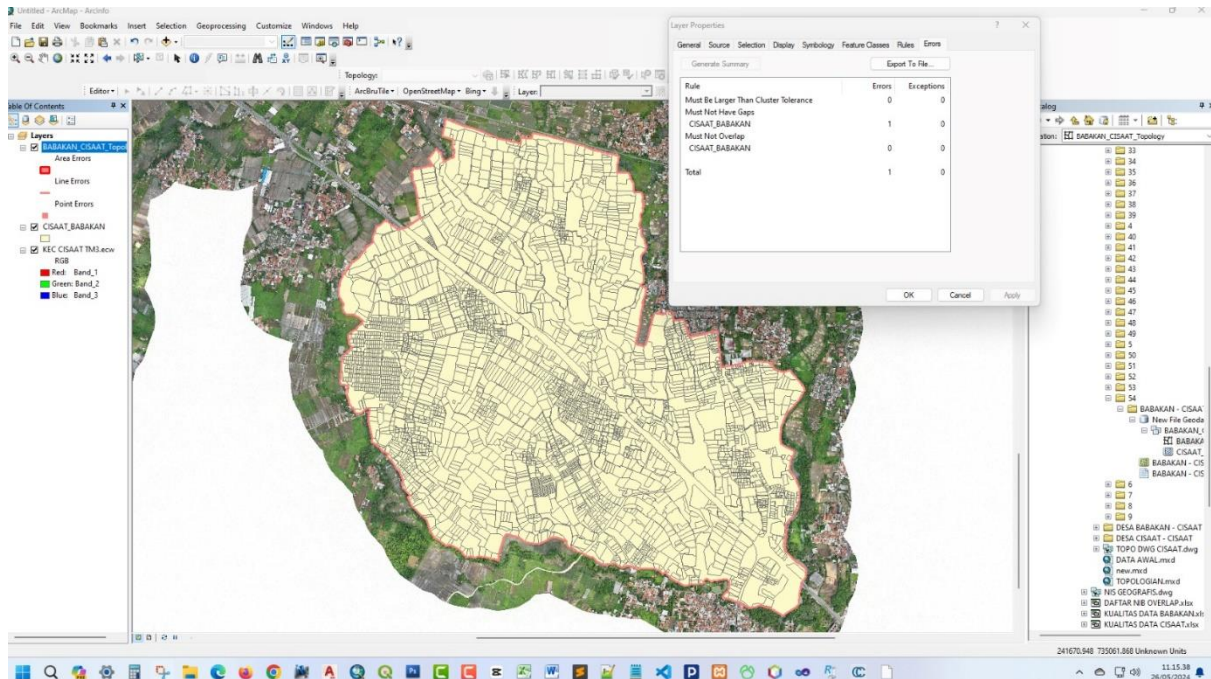 Untitled - ArcMap - ArcInfo
File Edit View Bookmarks Insert Selection Geoprocessing Customize Windows Help
Topology:
Editor
ArcBruTile OpenStreetMap Bing Layer:
Table Of Contents
Layers
BABAKAN_CISAAT_Topol
Area Errors
Line Errors
Point Errors
CISAAT_BABAKAN
KEC CISAAT TM3.ecw
RGB
Red: Band_1
Green: Band_2
Blue: Band_3
Layer Properties
General Source Selection Display Symbology Feature Classes Rules Errors
Generate Summary Export To File...
Rule Errors Exceptions
Must Be Larger Than Cluster Tolerance 0 0
Must Not Have Gaps
CISAAT_BABAKAN 1 0
Must Not Overlap
CISAAT_BABAKAN 0 0
Total 1 0
OK Cancel Apply
BABAKAN_CISAAT_Topology
33
34
35
36
37
38
39
4
40
41
42
43
44
45
46
47
48
49
5
50
51
52
53
54
BABAKAN - CISAA
New File Geoda
BABAKAN_
BABAKA
CISAAT_
BABAKAN - CIS
BABAKAN - CIS
6
7
8
9
DESA BABAKAN - CISAAT
DESA CISAAT - CISAAT
TOPO DWG CISAAT.dwg
DATA AWAL.mxd
new.mxd
TOPOLOGIAN.mxd
NIS GEOGRAFIS.dwg
DAFTAR NIB OVERLAP.xlsx
KUALITAS DATA BABAKAN.xls
KUALITAS DATA CISAAT.xlsx
241670.948 735061.868 Unknown Units
11.15.38
26/05/2024